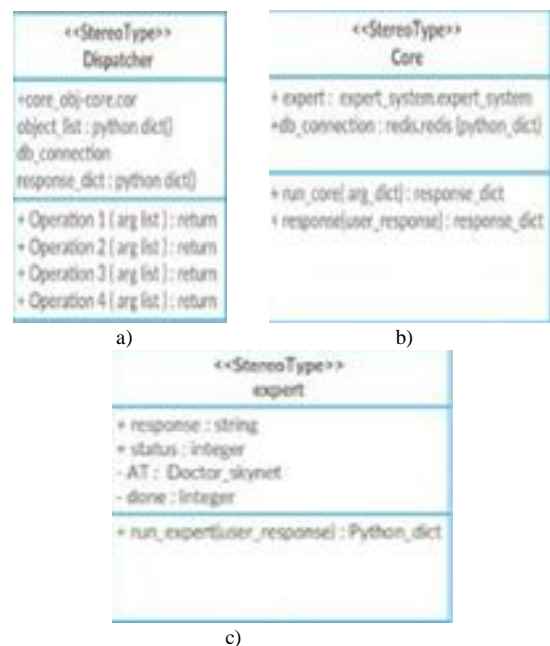 <<StereoType>>
Dispatcher
+core_obj-core.cor
object_list : python dict()
db_connection
response_dict : python dict()
+ Operation 1 ( arg list ) : return
+ Operation 2 ( arg list ) : return
+ Operation 3 ( arg list ) : return
+ Operation 4 ( arg list ) : return
a)
<<StereoType>>
Core
+ expert : expert_system.expert_system
+db_connection : redis.redis (python_dict)
+ run_core( arg_dict) : response_dict
+ response(user_response) : response_dict
b)
<<StereoType>>
expert
+ response : string
+ status : integer
- AT : Doctor_skynet
- done : Integer
+ run_expert(user_response) : Python_dict
c)